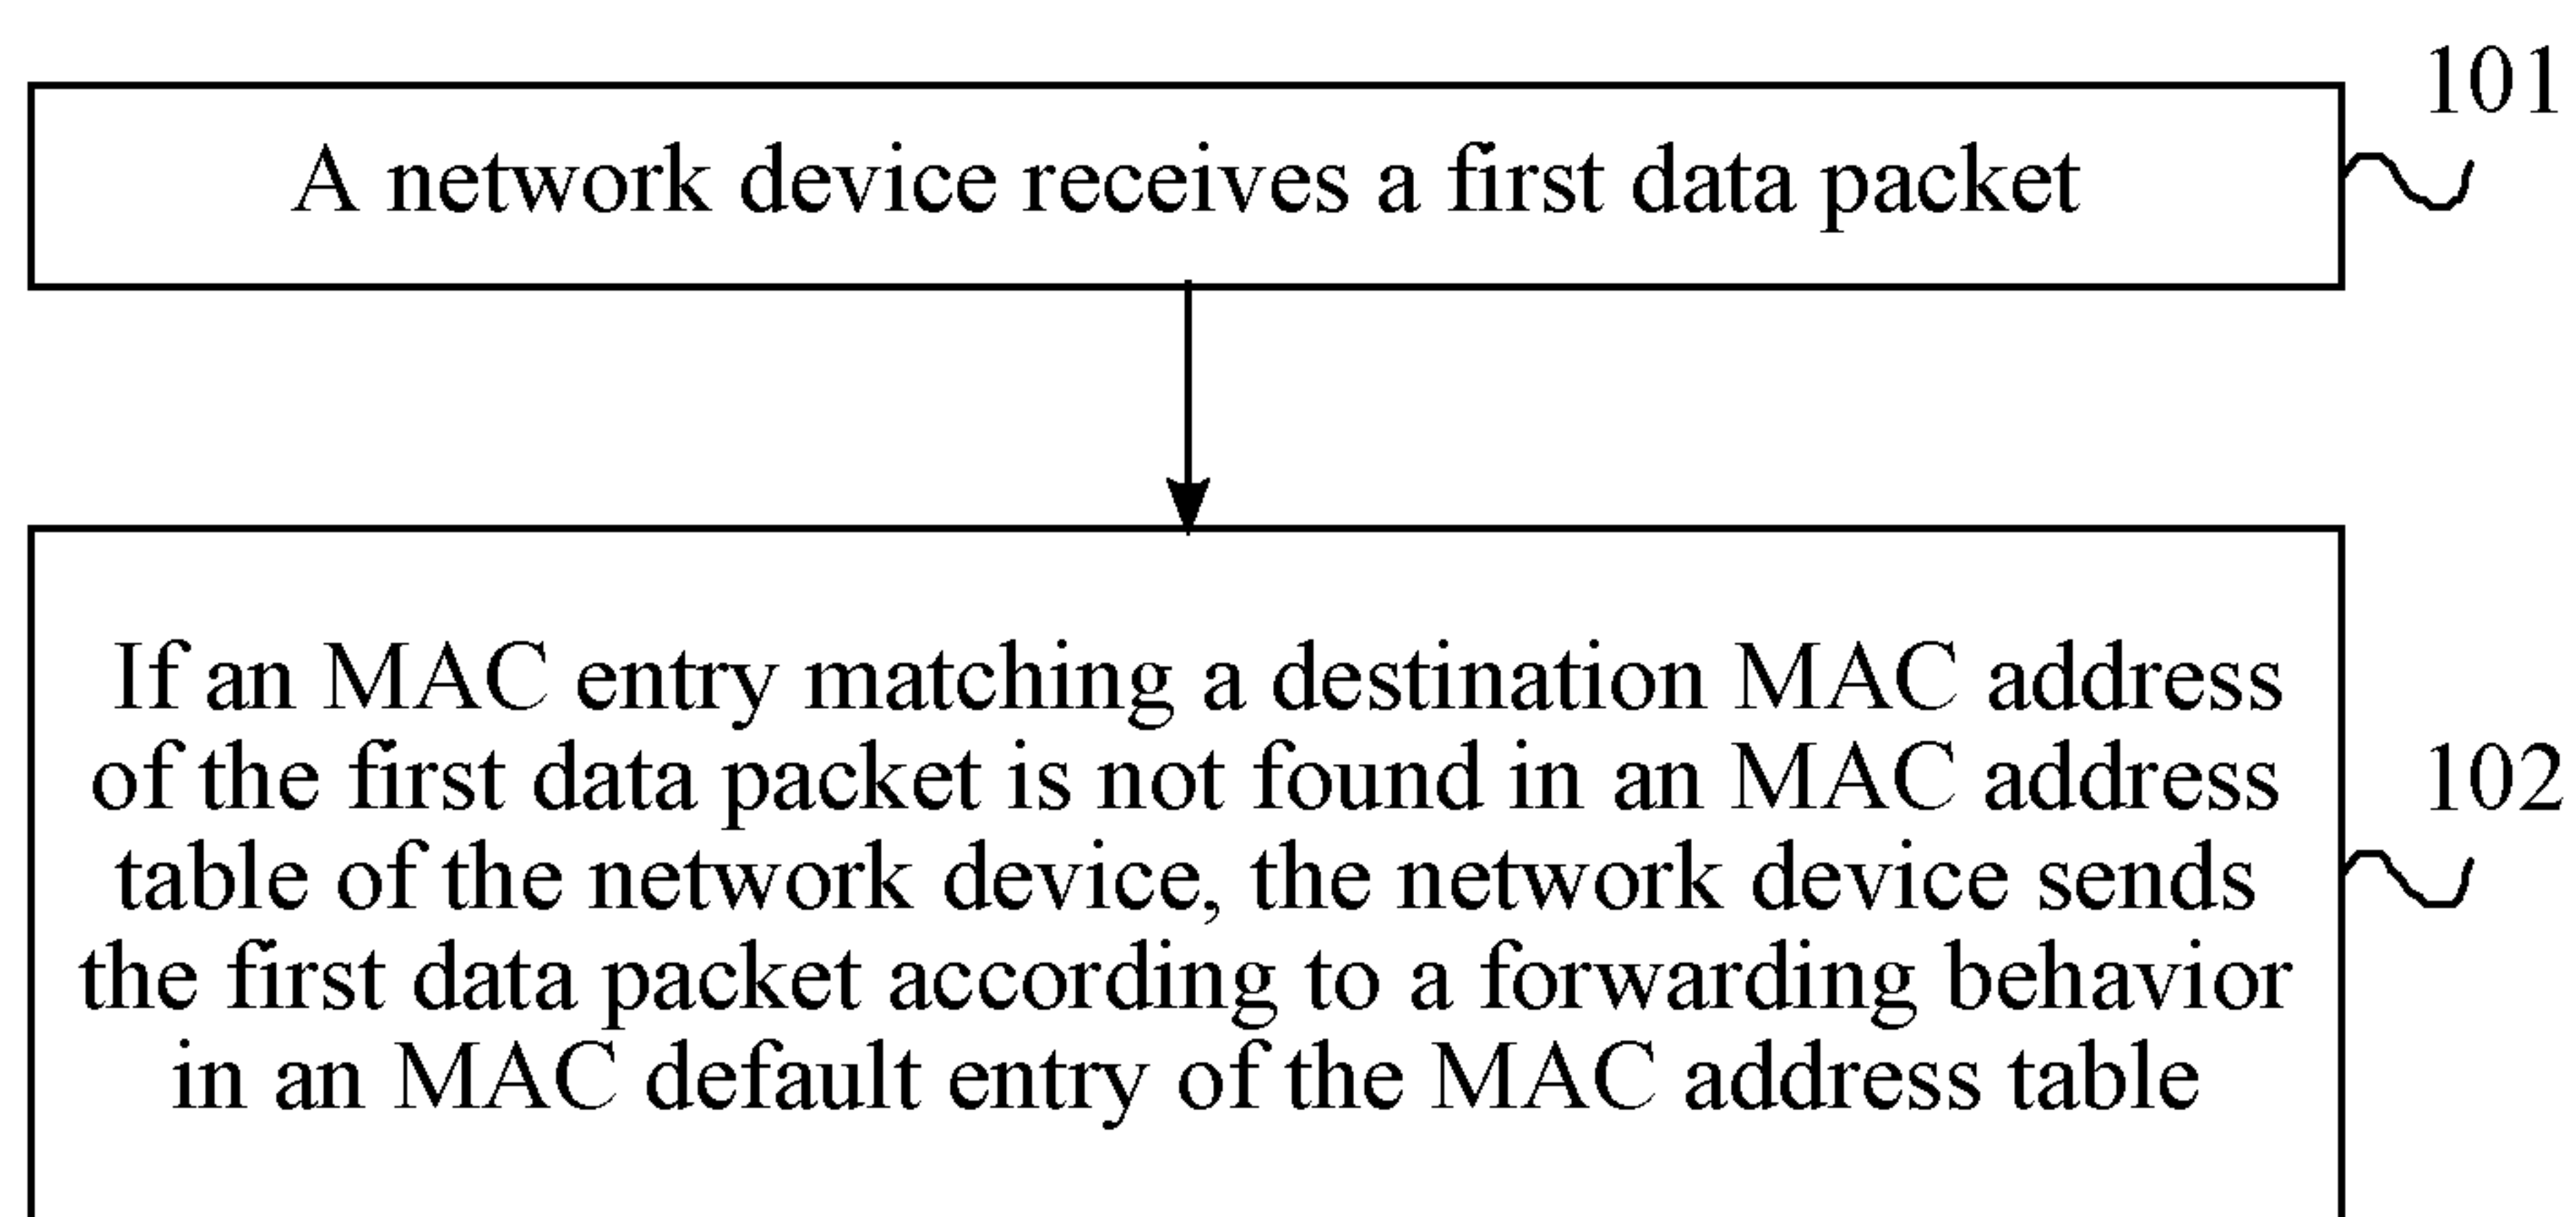 101
A network device receives a first data packet
If an MAC entry matching a destination MAC address
of the first data packet is not found in an MAC address
102
table of the network device, the network device sends
the first data packet according to a forwarding behavior
in an MAC default entry of the MAC address table